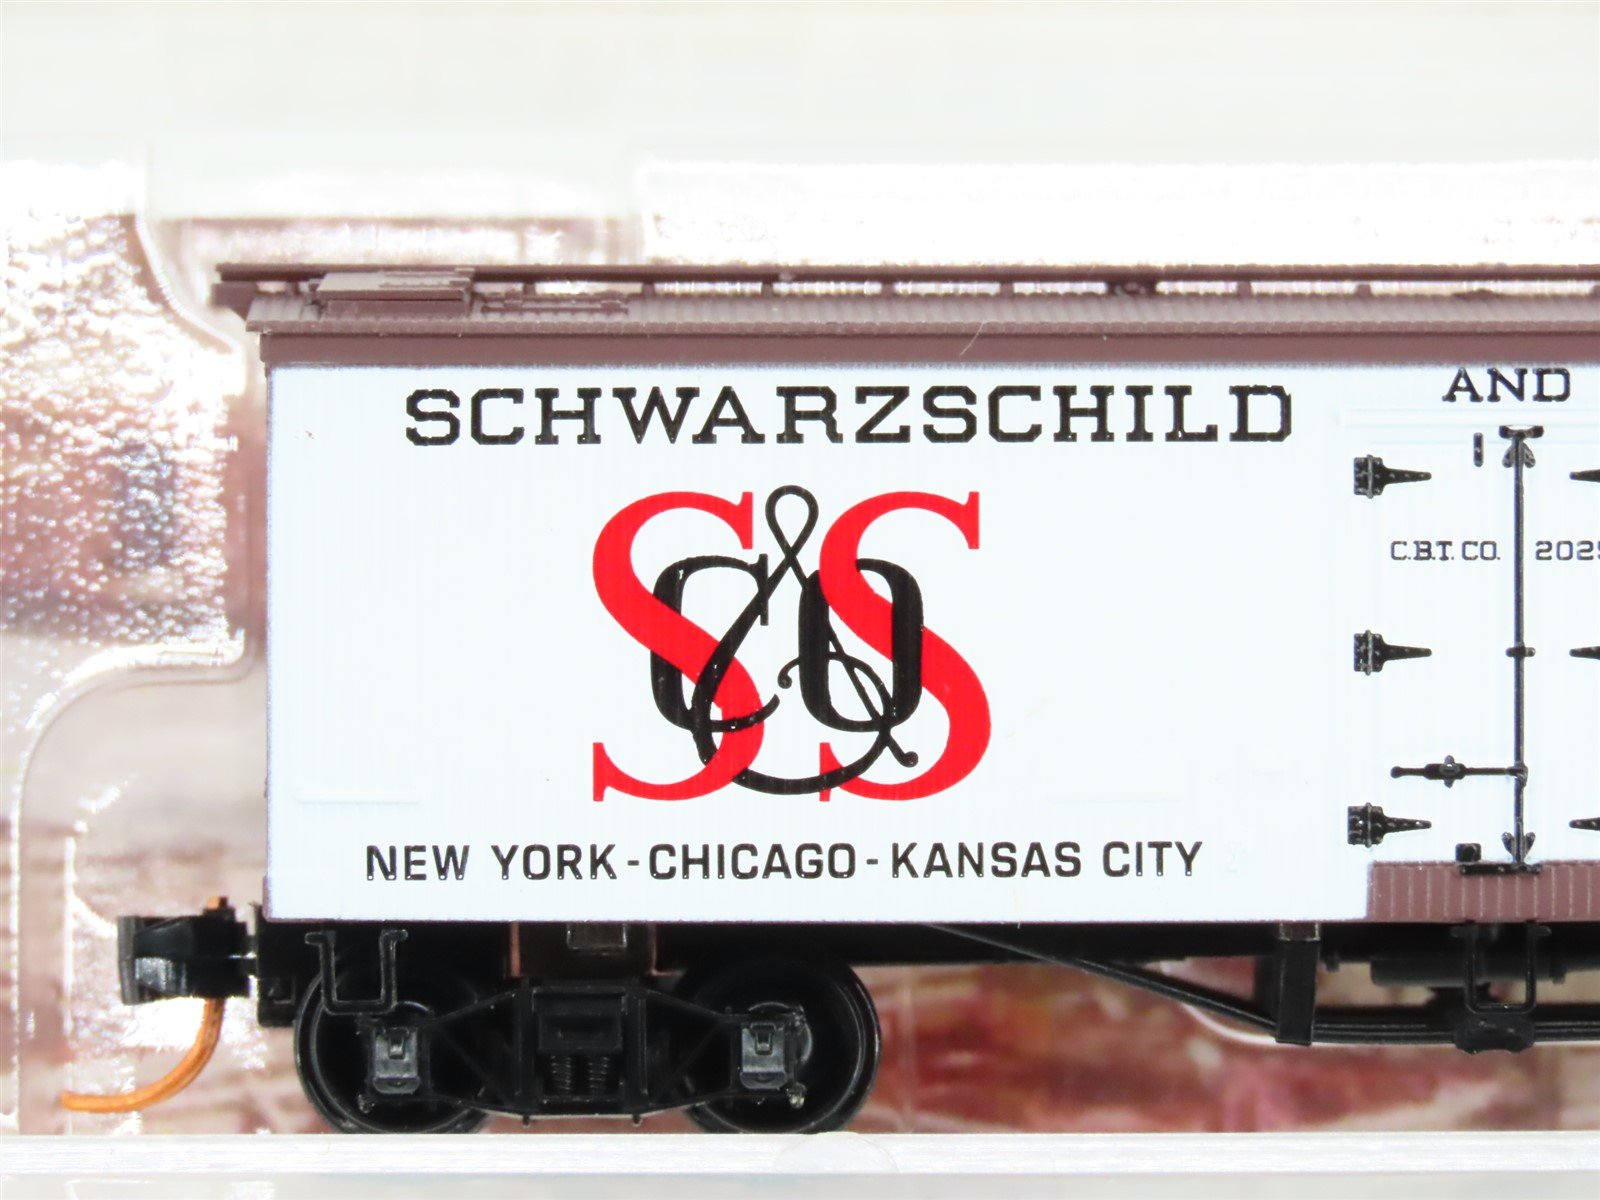 SCHWARZSCHILD
AND
S&S
CO
C.B.T. CO.
NEW YORK - CHICAGO - KANSAS CITY